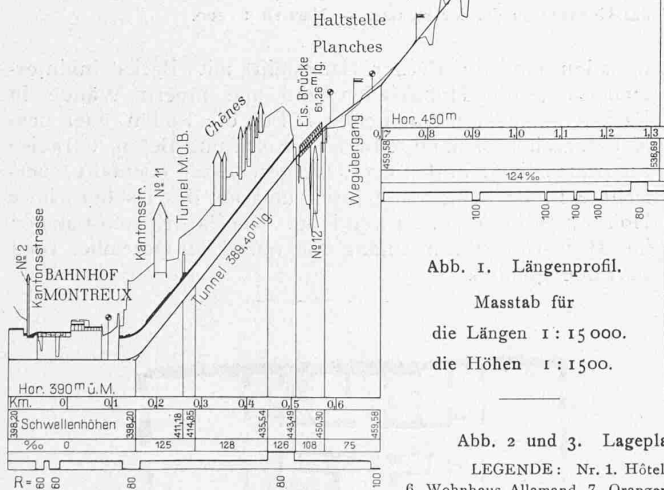 Haltstelle
Planches
Eis. Brücke
61,26 m lg.
Wegübergang
Chênes
Tunnel M.O.B.
Nº 11
Kantonsstr.
Nº 12
Tunnel 389,40 m lg.
Nº 2
Kantonsstrasse
BAHNHOF
MONTREUX
Hor. 450 m
0,7 0,8 0,9 1,0 1,1 1,2 1,3
459,58 536,69
124 ‰
100 100 100 100 80
Abb. 1. Längenprofil.
Masstab für
die Längen 1 : 15 000.
die Höhen 1 : 1500.
Hor. 390 m ü.M.
Km. 0 0,1 0,2 0,3 0,4 0,5 0,6
398,20 Schwellenhöhen 398,20 411,18 414,85 435,54 443,49 450,30 459,58
‰ 0 125 128 126 108 75
R = 60 60 80 80 100
Abb. 2 und 3. Lagepla
LEGENDE: Nr. 1. Hôtel
6. Wohnhaus Allemand, 7. Oranger